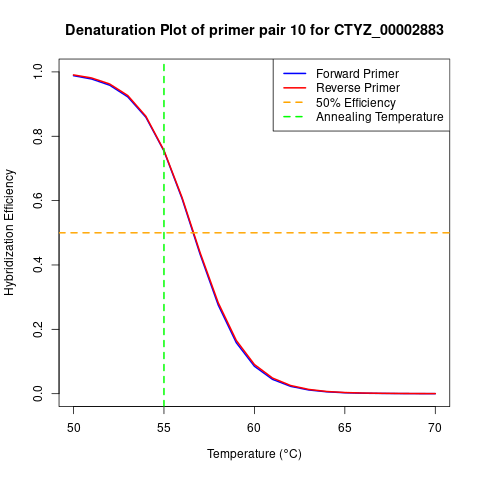 Denaturation Plot of primer pair 10 for CTYZ_00002883
Forward Primer
Reverse Primer
50% Efficiency
Annealing Temperature
Hybridization Efficiency
1.0
0.8
0.6
0.4
0.2
0.0
50 55 60 65 70
Temperature (°C)